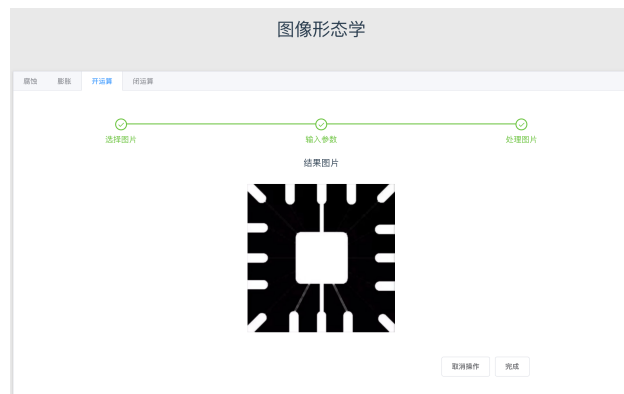 图像形态学
腐蚀 膨胀 开运算 闭运算
选择图片 输入参数 处理图片
结果图片
取消操作 完成